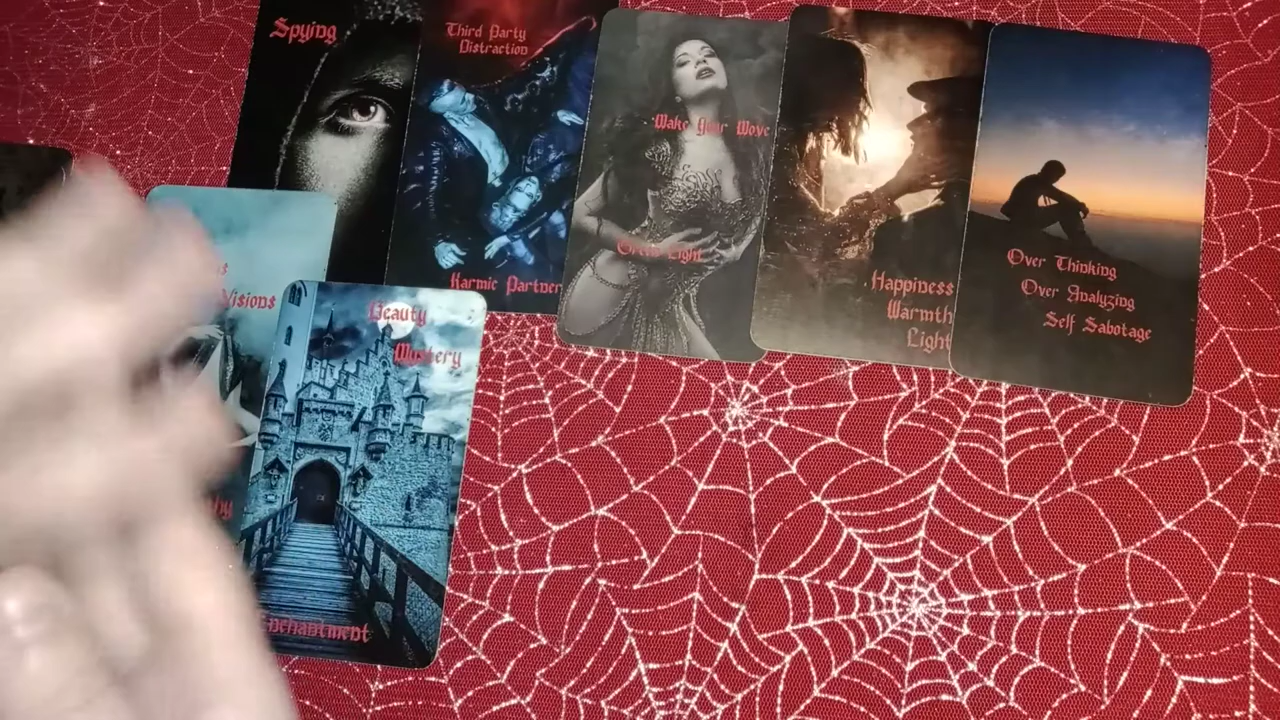 Spying
Third Party
Distraction
Karmic Partner
Make Your Move
Green Light
Happiness
Warmth
Light
Over Thinking
Over Analyzing
Self Sabotage
Visions
Beauty
Mystery
Enchantment